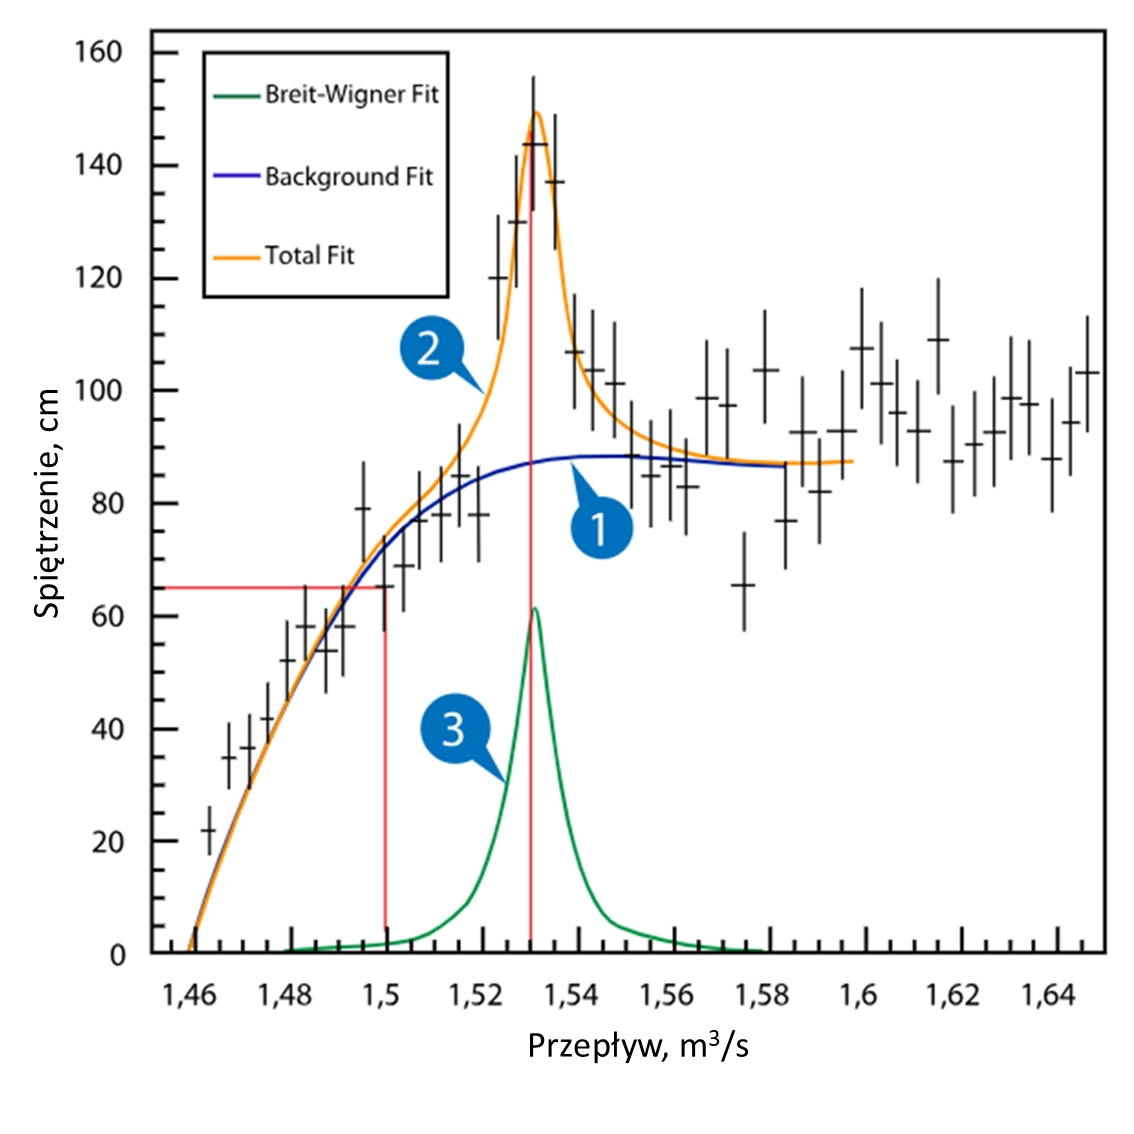 160
140
120
100
80
60
40
20
0
Breit-Wigner Fit
Background Fit
Total Fit
2
1
3
Spiętrzenie, cm
1,46 1,48 1,5 1,52 1,54 1,56 1,58 1,6 1,62 1,64
Przepływ, m³/s